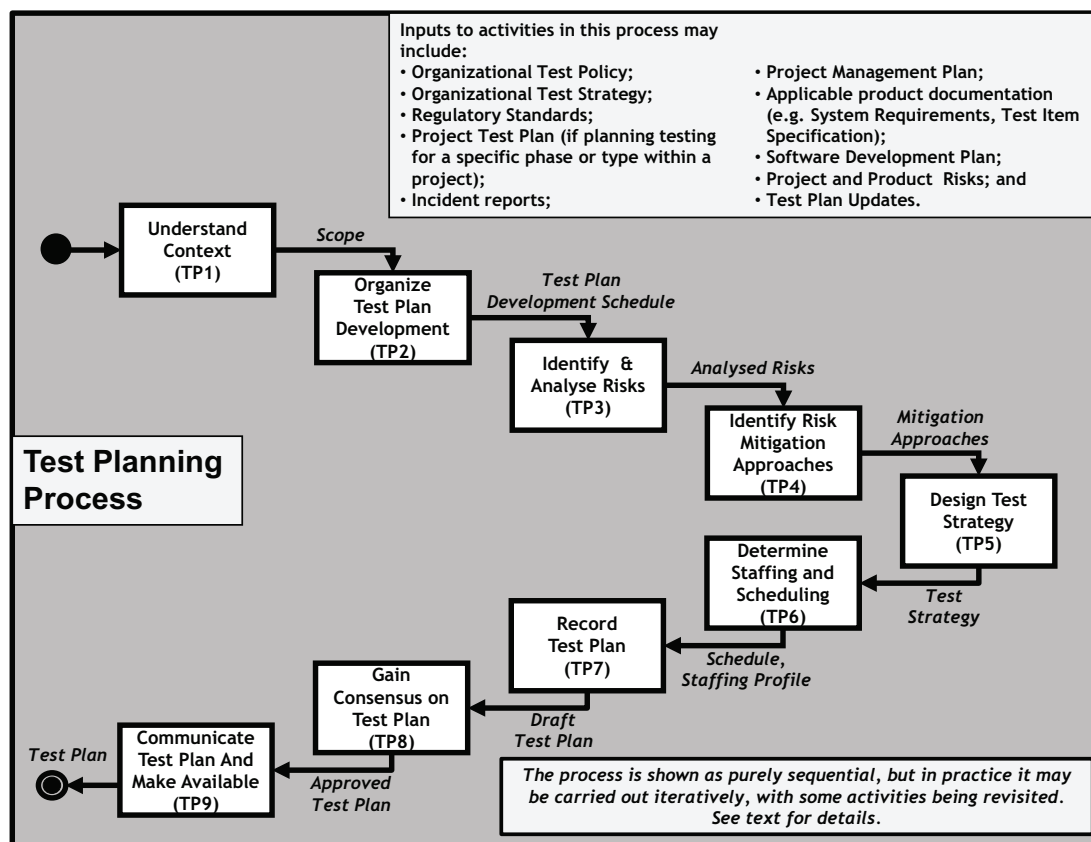 Inputs to activities in this process may
include:
• Organizational Test Policy;
• Organizational Test Strategy;
• Regulatory Standards;
• Project Test Plan (if planning testing
for a specific phase or type within a
project);
• Incident reports;
• Project Management Plan;
• Applicable product documentation
(e.g. System Requirements, Test Item
Specification);
• Software Development Plan;
• Project and Product Risks; and
• Test Plan Updates.
Understand
Context
(TP1)
Scope
Organize
Test Plan
Development
(TP2)
Test Plan
Development Schedule
Identify &
Analyse Risks
(TP3)
Analysed Risks
Identify Risk
Mitigation
Approaches
(TP4)
Mitigation
Approaches
Test Planning
Process
Design Test
Strategy
(TP5)
Test
Strategy
Determine
Staffing and
Scheduling
(TP6)
Schedule,
Staffing Profile
Record
Test Plan
(TP7)
Draft
Test Plan
Gain
Consensus on
Test Plan
(TP8)
Approved
Test Plan
Communicate
Test Plan And
Make Available
(TP9)
Test Plan
The process is shown as purely sequential, but in practice it may
be carried out iteratively, with some activities being revisited.
See text for details.